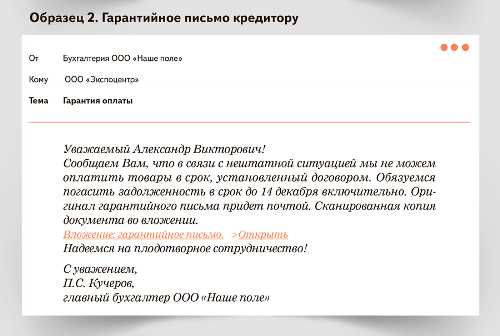 Образец 2. Гарантийное письмо кредитору
От Бухгалтерия ООО «Наше поле»
Кому ООО «Экспоцентр»
Тема Гарантия оплаты
Уважаемый Александр Викторович!
Сообщаем Вам, что в связи с нештатной ситуацией мы не можем
оплатить товары в срок, установленный договором. Обязуемся
погасить задолженность в срок до 14 декабря включительно. Ори-
гинал гарантийного письма придет почтой. Сканированная копия
документа во вложении.
Вложение: гарантийное письмо. >Открыть
Надеемся на плодотворное сотрудничество!
С уважением,
П.С. Кучеров,
главный бухгалтер ООО «Наше поле»